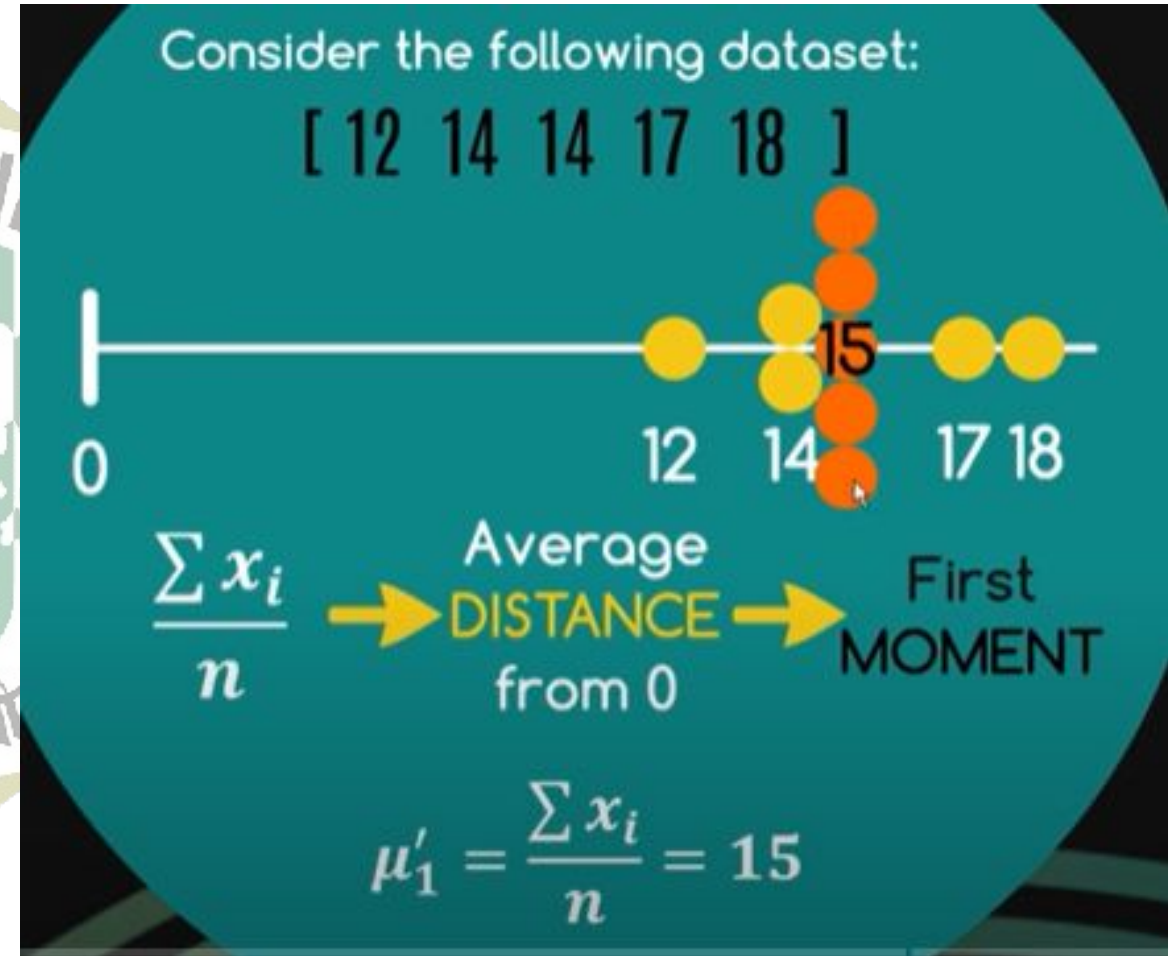 Consider the following dataset:
[ 12 14 14 17 18 ]
15
0 12 14 17 18
∑ xᵢ / n
Average
DISTANCE
from 0
First
MOMENT
μ′₁ = ∑ xᵢ / n = 15